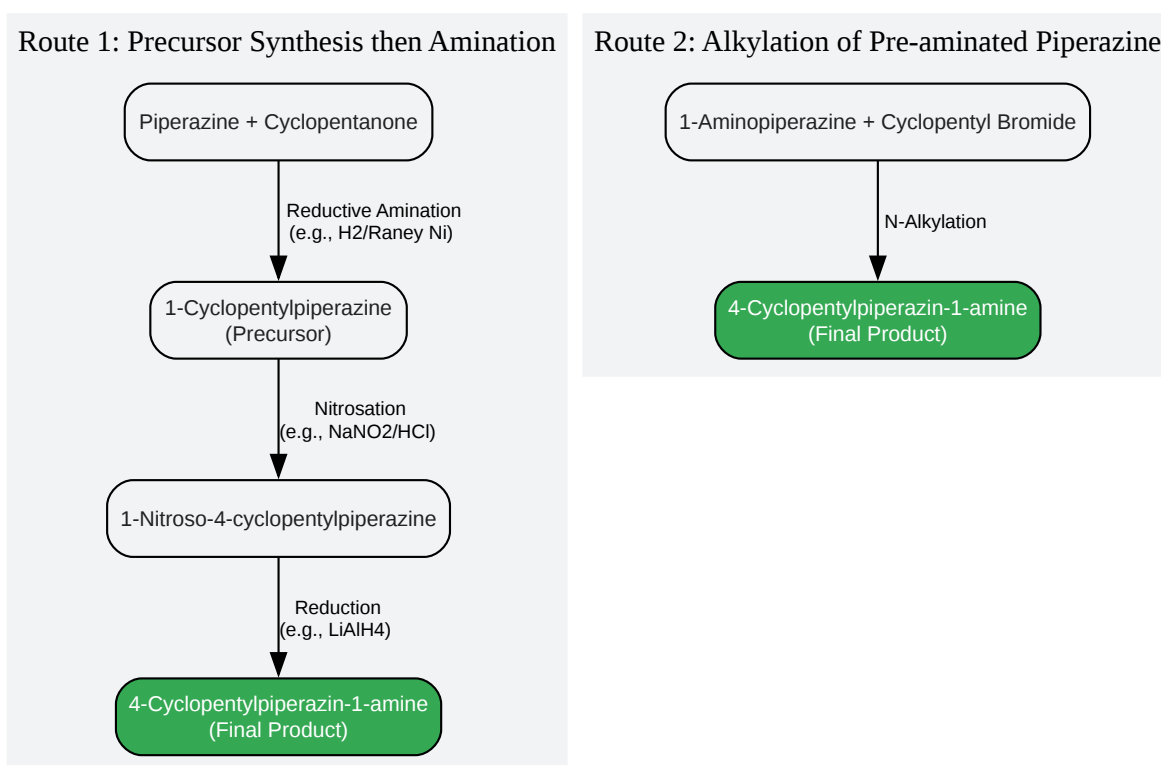 Route 1: Precursor Synthesis then Amination
Piperazine + Cyclopentanone
Reductive Amination
(e.g., H2/Raney Ni)
1-Cyclopentylpiperazine
(Precursor)
Nitrosation
(e.g., NaNO2/HCl)
1-Nitroso-4-cyclopentylpiperazine
Reduction
(e.g., LiAlH4)
4-Cyclopentylpiperazin-1-amine
(Final Product)
Route 2: Alkylation of Pre-aminated Piperazine
1-Aminopiperazine + Cyclopentyl Bromide
N-Alkylation
4-Cyclopentylpiperazin-1-amine
(Final Product)